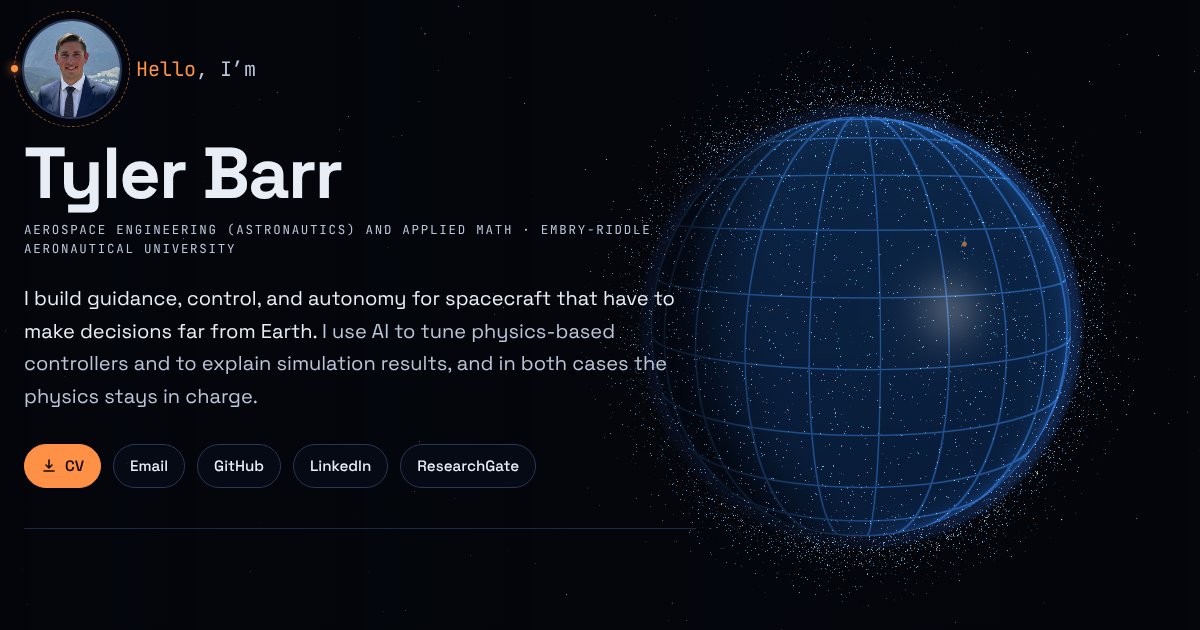 Hello, I’m
Tyler Barr
AEROSPACE ENGINEERING (ASTRONAUTICS) AND APPLIED MATH · EMBRY-RIDDLE
AERONAUTICAL UNIVERSITY
I build guidance, control, and autonomy for spacecraft that have to
make decisions far from Earth. I use AI to tune physics-based
controllers and to explain simulation results, and in both cases the
physics stays in charge.
CV
Email
GitHub
LinkedIn
ResearchGate